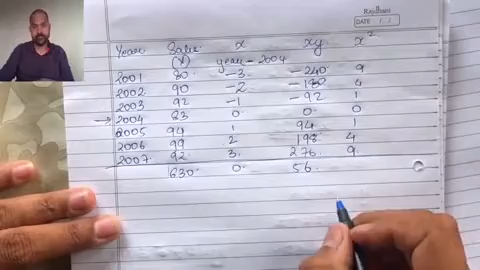 Rajdhani
DATE / /
Year Sales x xy x²
(Y) year - 2004
2001 80 -3 -240 9
2002 90 -2 -180 4
2003 92 -1 -92 1
→ 2004 83 0 0 0
2005 94 1 94 1
2006 99 2 198 4
2007 92 3 276 9
630 0 56